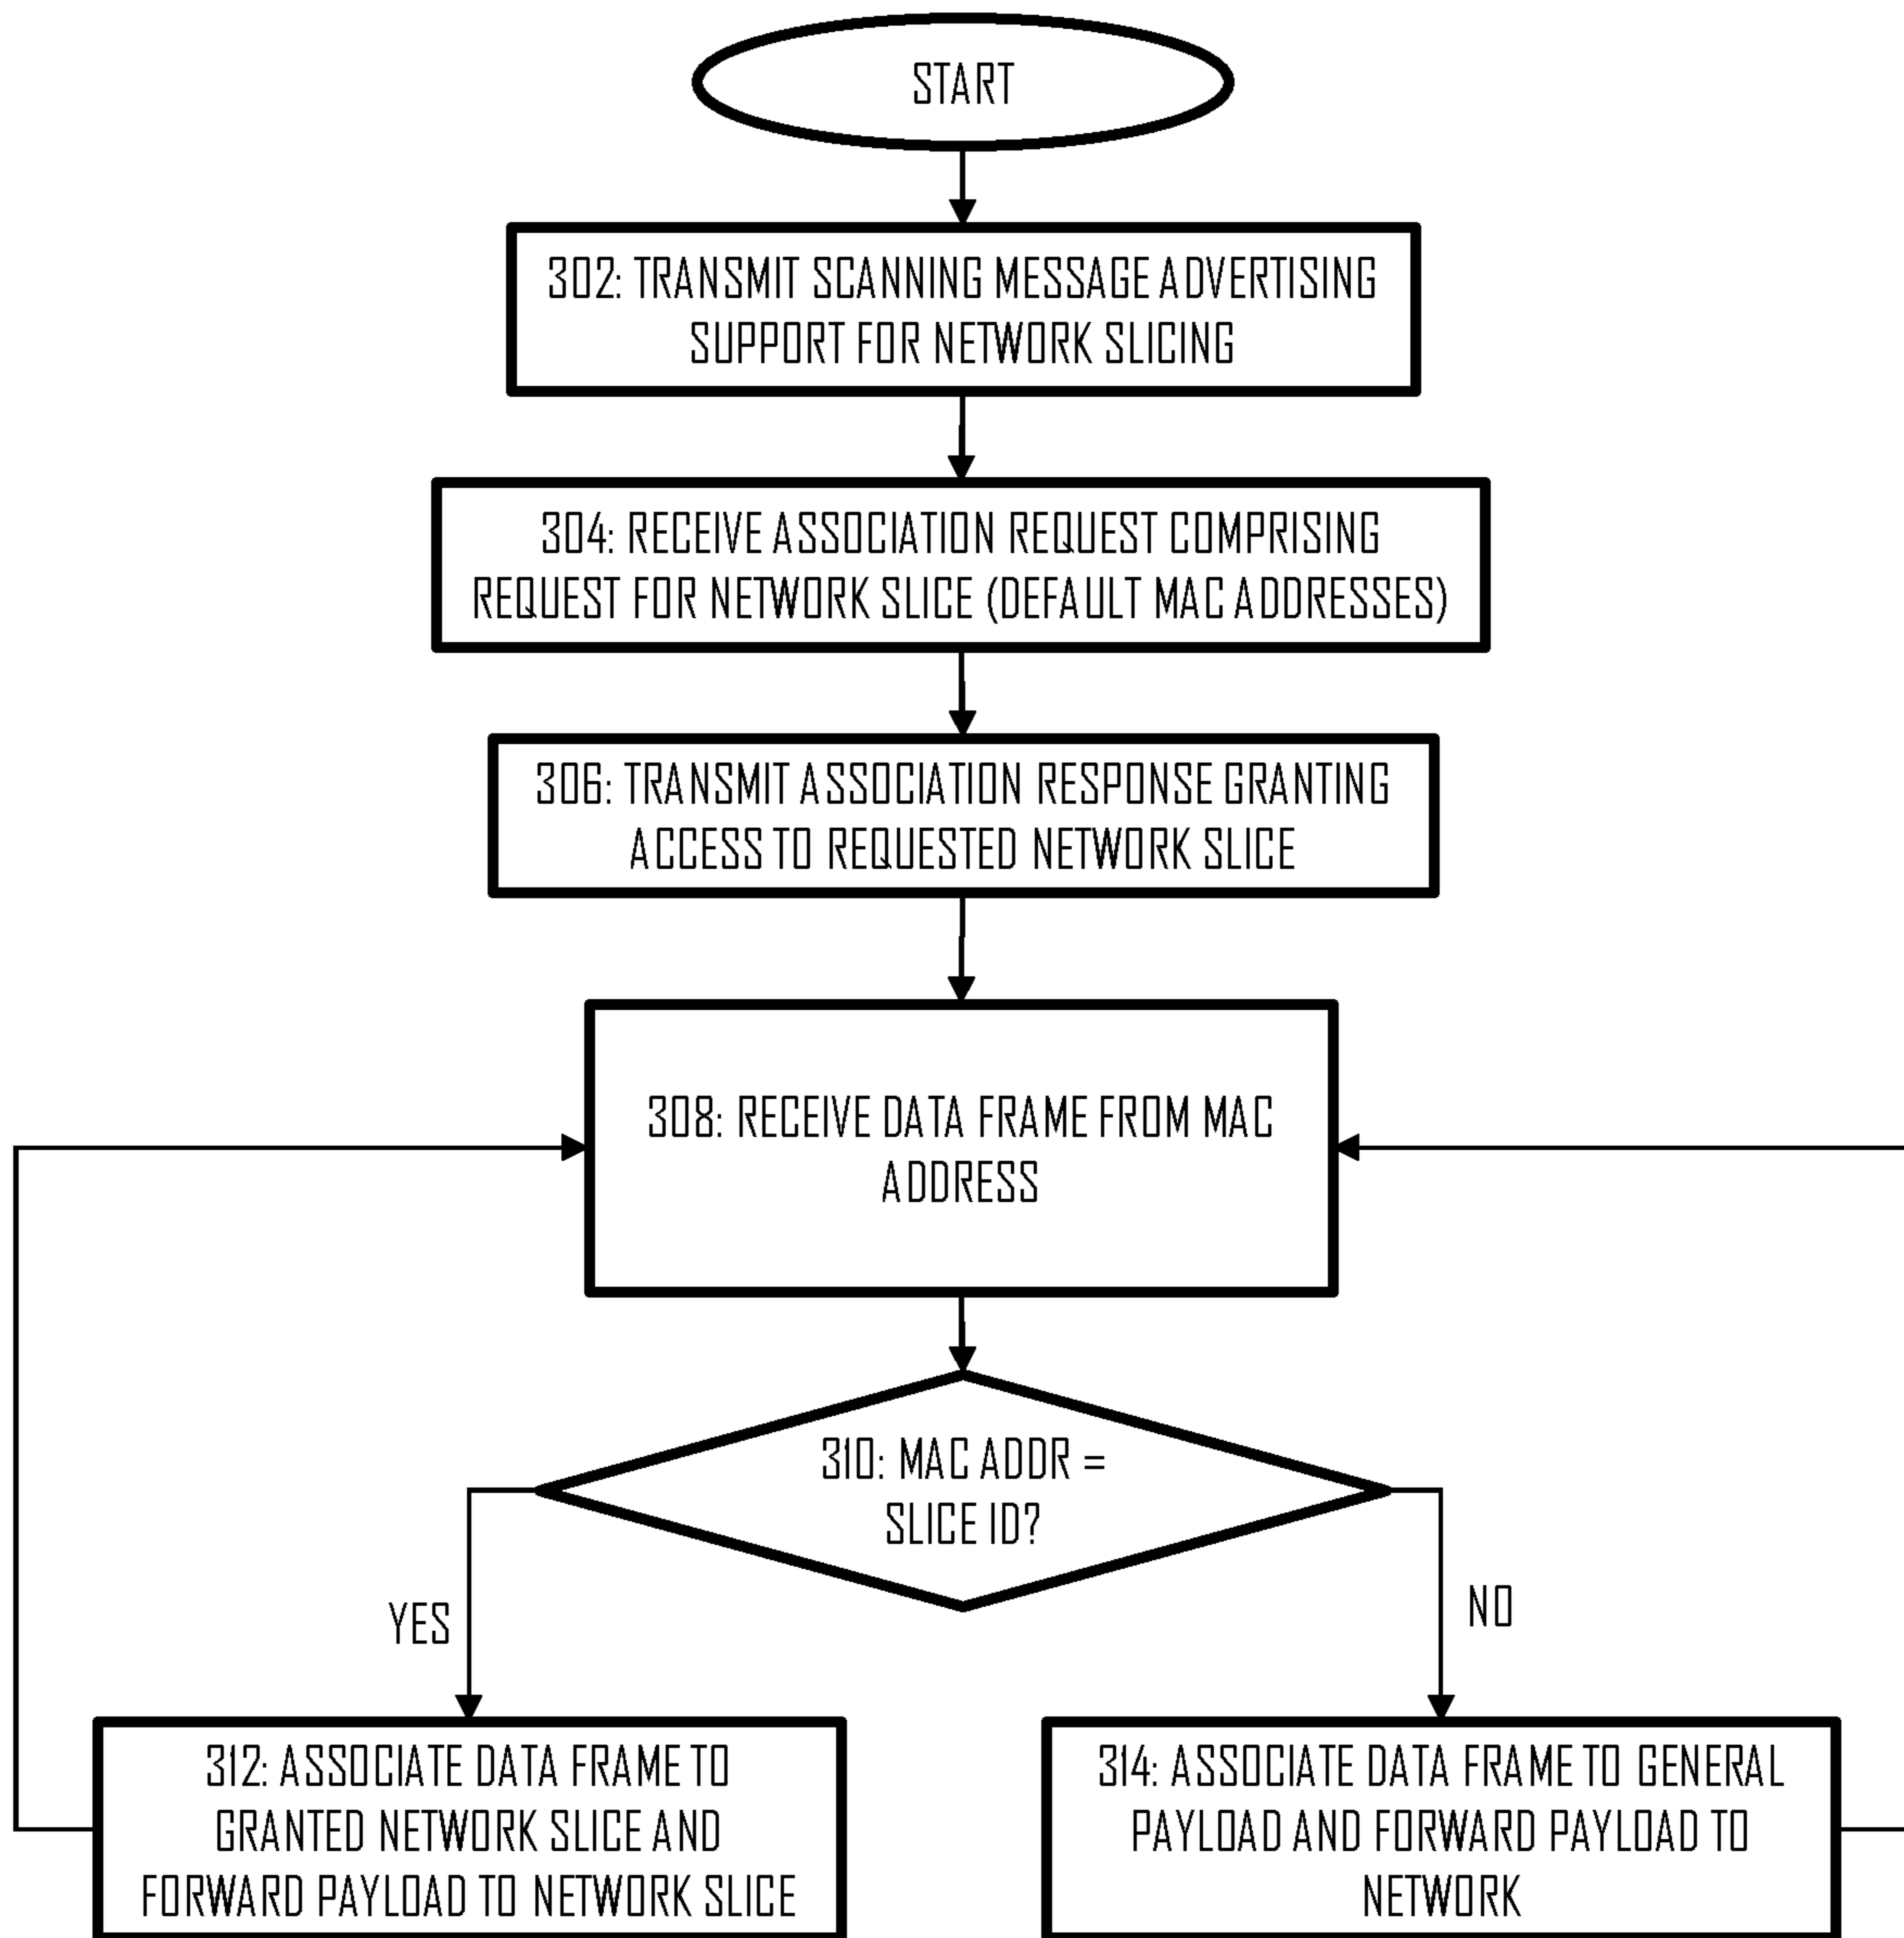 START
302: TRANSMIT SCANNING MESSAGE ADVERTISING
SUPPORT FOR NETWORK SLICING
304: RECEIVE ASSOCIATION REQUEST COMPRISING
REQUEST FOR NETWORK SLICE (DEFAULT MAC ADDRESSES)
306: TRANSMIT ASSOCIATION RESPONSE GRANTING
ACCESS TO REQUESTED NETWORK SLICE
308: RECEIVE DATA FRAME FROM MAC
ADDRESS
310: MAC ADDR =
SLICE ID?
YES
NO
312: ASSOCIATE DATA FRAME TO
GRANTED NETWORK SLICE AND
FORWARD PAYLOAD TO NETWORK SLICE
314: ASSOCIATE DATA FRAME TO GENERAL
PAYLOAD AND FORWARD PAYLOAD TO
NETWORK